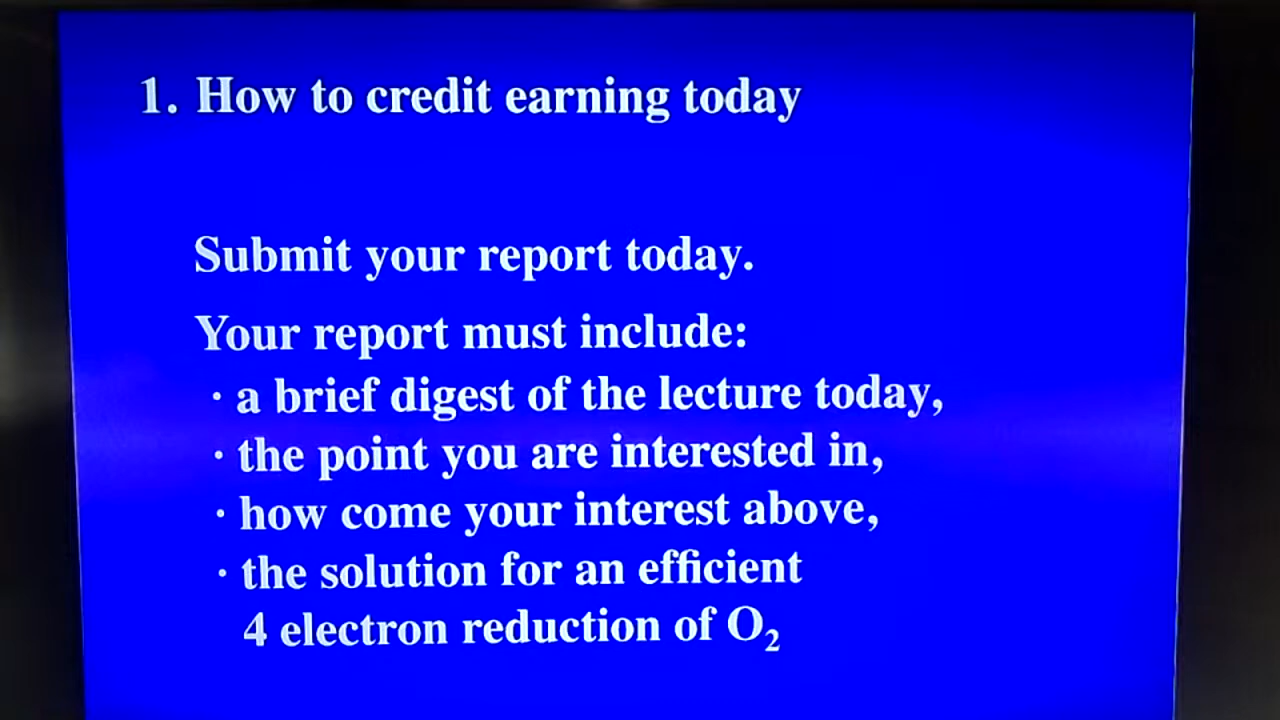 1. How to credit earning today
Submit your report today.
Your report must include:
· a brief digest of the lecture today,
· the point you are interested in,
· how come your interest above,
· the solution for an efficient
4 electron reduction of O₂